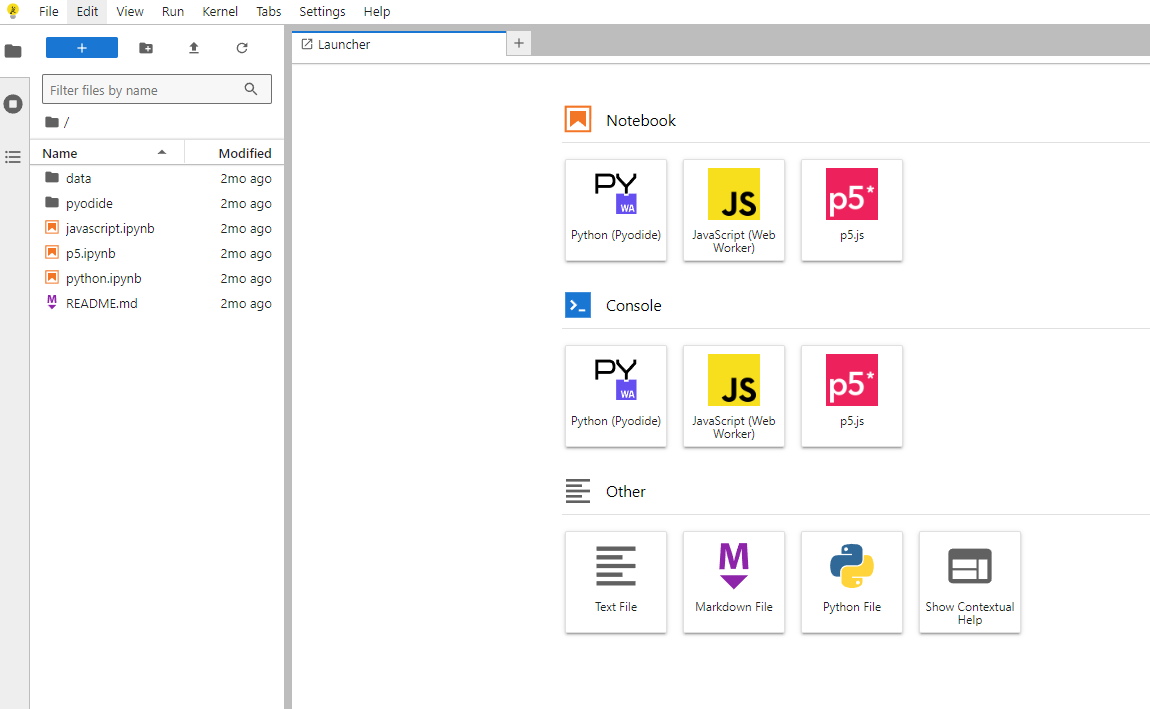 File Edit View Run Kernel Tabs Settings Help
+
Launcher
+
Filter files by name
/
Name Modified
data 2mo ago
pyodide 2mo ago
javascript.ipynb 2mo ago
p5.ipynb 2mo ago
python.ipynb 2mo ago
M README.md 2mo ago
Notebook
PY WA
JS
p5*
Python (Pyodide)
JavaScript (Web
Worker)
p5.js
Console
PY WA
JS
p5*
Python (Pyodide)
JavaScript (Web
Worker)
p5.js
Other
M
Text File
Markdown File
Python File
Show Contextual
Help